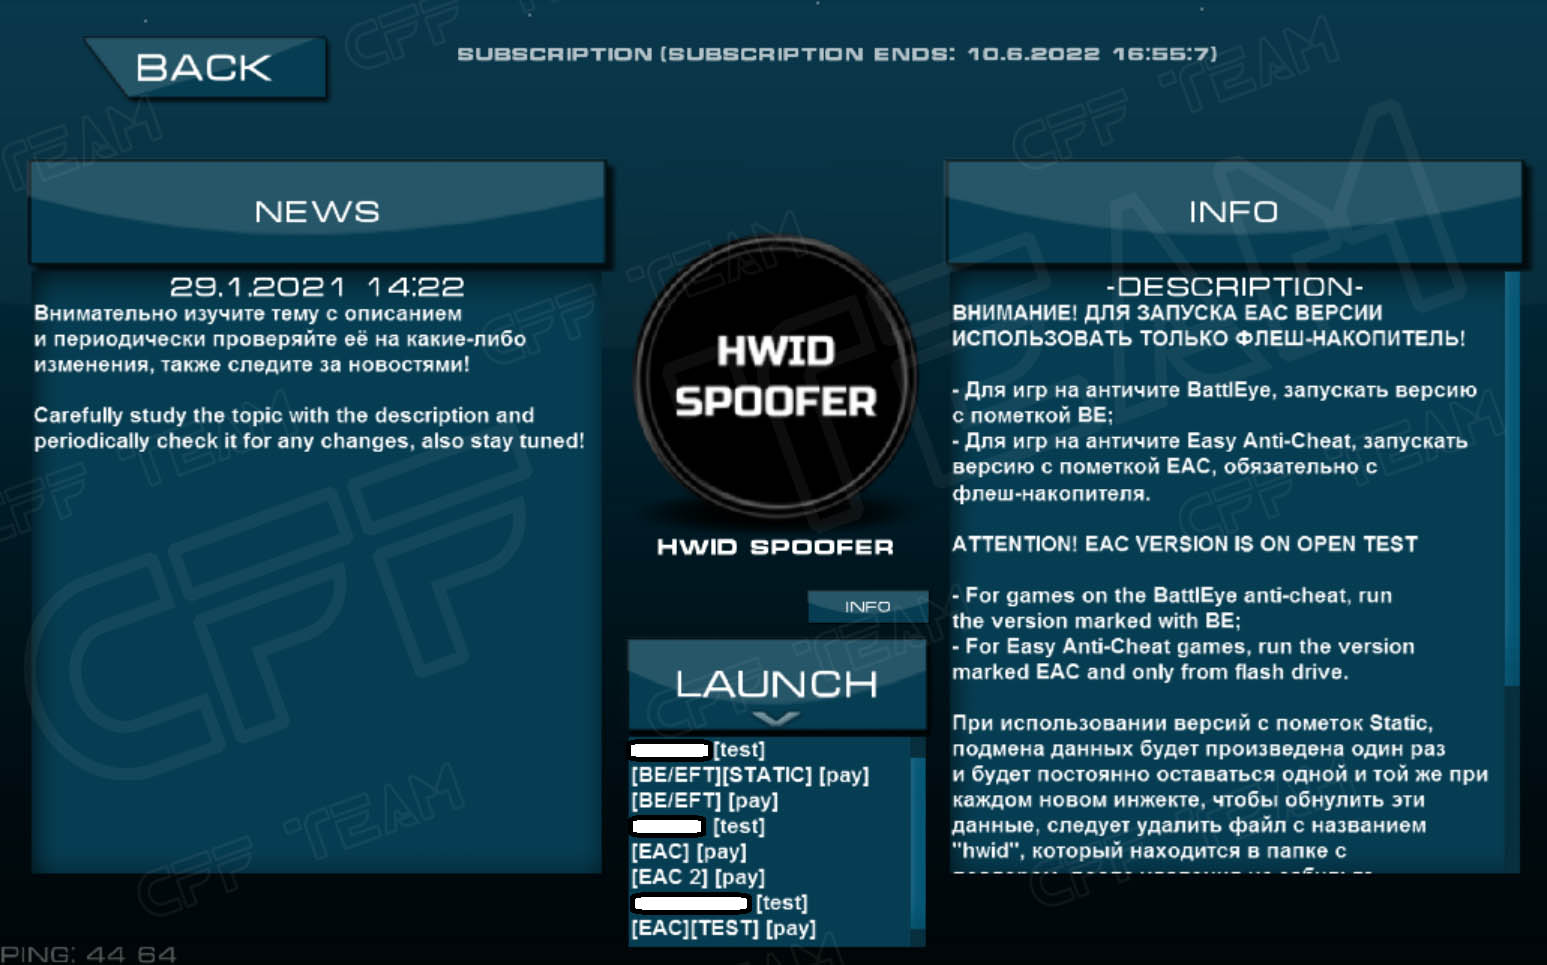 BACK
SUBSCRIPTION (SUBSCRIPTION ENDS: 10.6.2022 16:55:7)
NEWS
29.1.2021 14:22
Внимательно изучите тему с описанием
и периодически проверяйте её на какие-либо
изменения, также следите за новостями!
Carefully study the topic with the description and
periodically check it for any changes, also stay tuned!
HWID
SPOOFER
HWID SPOOFER
INFO
LAUNCH
[test]
[BE/EFT][STATIC] [pay]
[BE/EFT] [pay]
[test]
[EAC] [pay]
[EAC 2] [pay]
[test]
[EAC][TEST] [pay]
INFO
-DESCRIPTION-
ВНИМАНИЕ! ДЛЯ ЗАПУСКА EAC ВЕРСИИ
ИСПОЛЬЗОВАТЬ ТОЛЬКО ФЛЕШ-НАКОПИТЕЛЬ!
- Для игр на античите BattlEye, запускать версию
с пометкой BE;
- Для игр на античите Easy Anti-Cheat, запускать
версию с пометкой EAC, обязательно с
флеш-накопителя.
ATTENTION! EAC VERSION IS ON OPEN TEST
- For games on the BattlEye anti-cheat, run
the version marked with BE;
- For Easy Anti-Cheat games, run the version
marked EAC and only from flash drive.
При использовании версий с пометок Static,
подмена данных будет произведена один раз
и будет постоянно оставаться одной и той же при
каждом новом инжекте, чтобы обнулить эти
данные, следует удалить файл с названием
"hwid", который находится в папке с
PING: 44 64
CFF TEAM